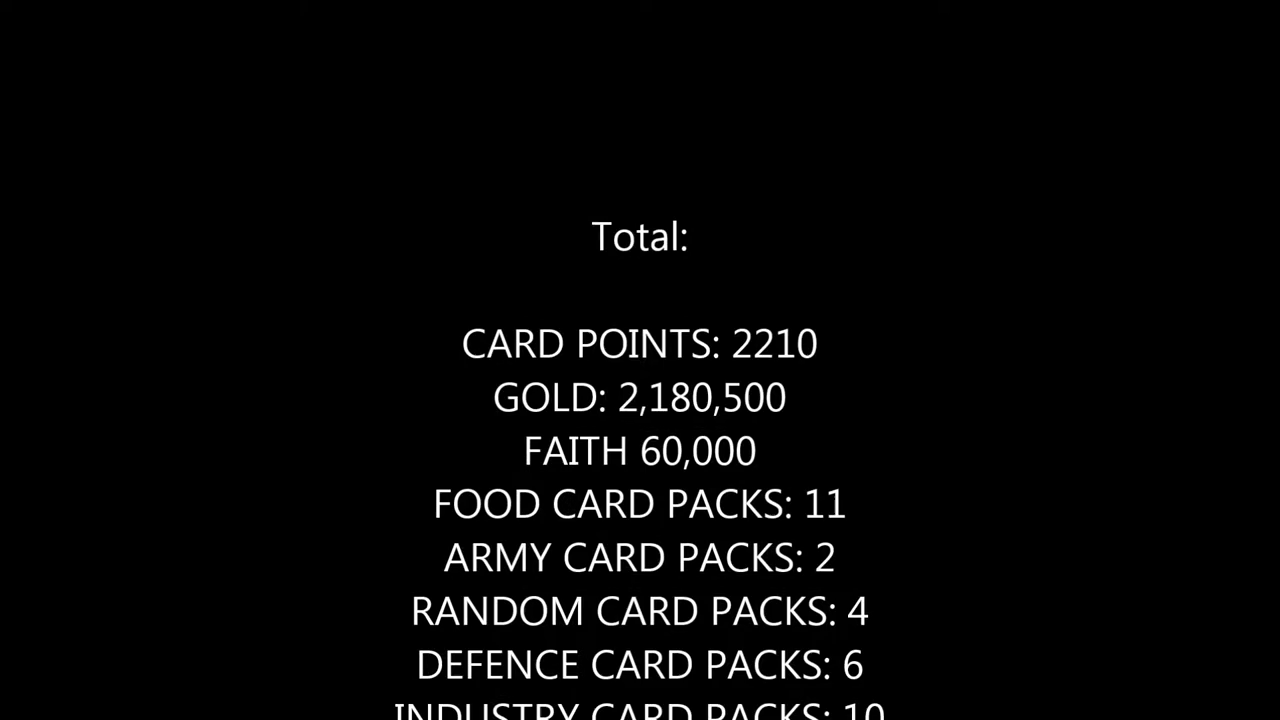 Total:
CARD POINTS: 2210
GOLD: 2,180,500
FAITH 60,000
FOOD CARD PACKS: 11
ARMY CARD PACKS: 2
RANDOM CARD PACKS: 4
DEFENCE CARD PACKS: 6
INDUSTRY CARD PACKS: 10